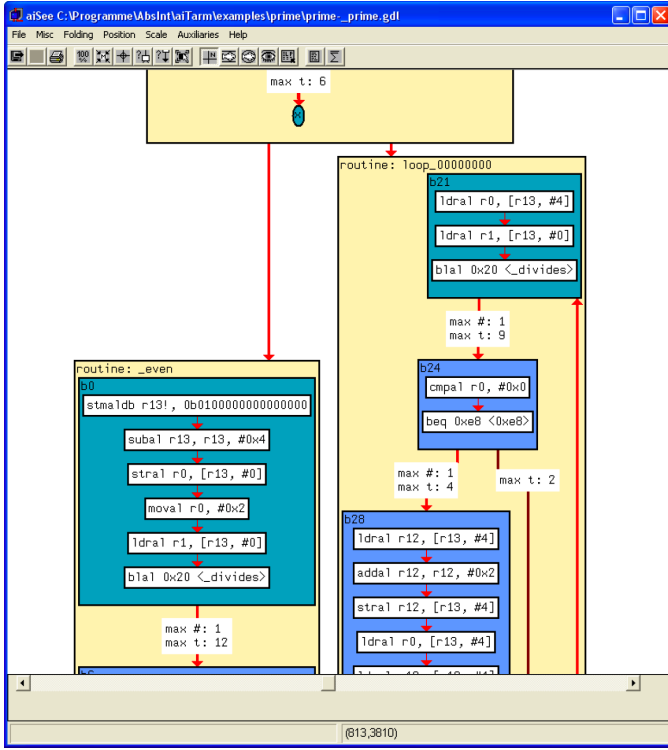 aiSee C:\Programme\AbsInt\aiTarm\examples\prime\prime-_prime.gdl
File Misc Folding Position Scale Auxiliaries Help
max t: 6
routine: loop_00000000
b21
ldral r0, [r13, #4]
ldral r1, [r13, #0]
blal 0x20 <_divides>
max #: 1
max t: 9
b24
cmpal r0, #0x0
beq 0xe8 <0xe8>
max #: 1
max t: 4
max t: 2
b28
ldral r12, [r13, #4]
addal r12, r12, #0x2
stral r12, [r13, #4]
ldral r0, [r13, #4]
routine: _even
b0
stmaldb r13!, 0b0100000000000000
subal r13, r13, #0x4
stral r0, [r13, #0]
moval r0, #0x2
ldral r1, [r13, #0]
blal 0x20 <_divides>
max #: 1
max t: 12
(813,3810)